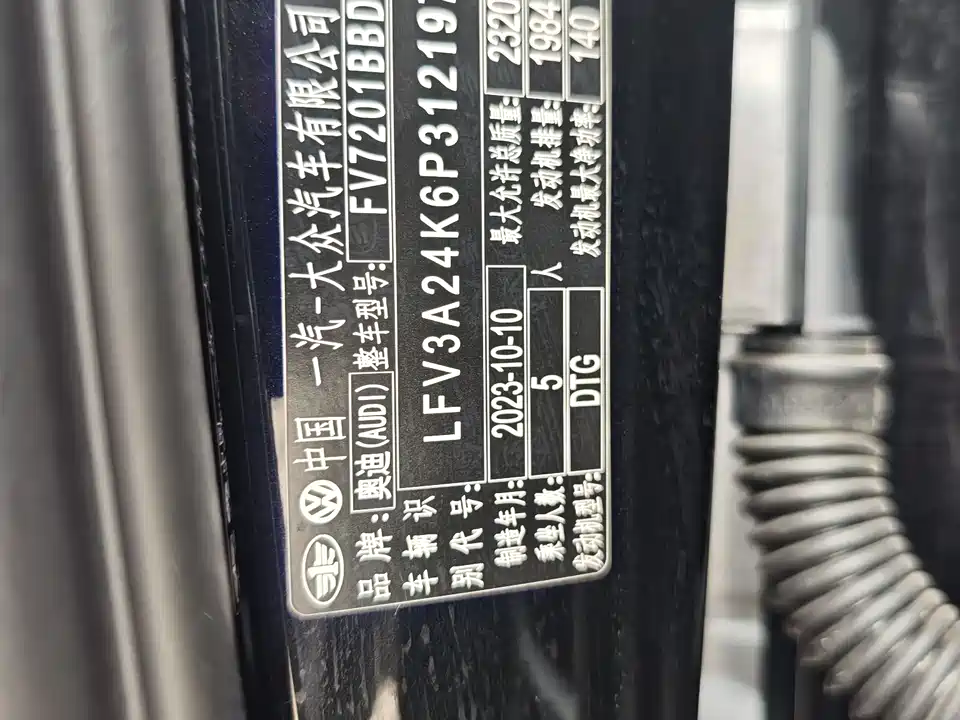 中国 一汽-大众汽车有限公司
品牌: 奥迪(AUDI) 整车型号: FV7201BBD
车辆识别代号: LFV3A24K6P312197
制造年月: 2023-10-10 最大允许总质量: 2320
乘坐人数: 5 人 发动机排量: 1984
发动机型号: DTG 发动机最大净功率: 140